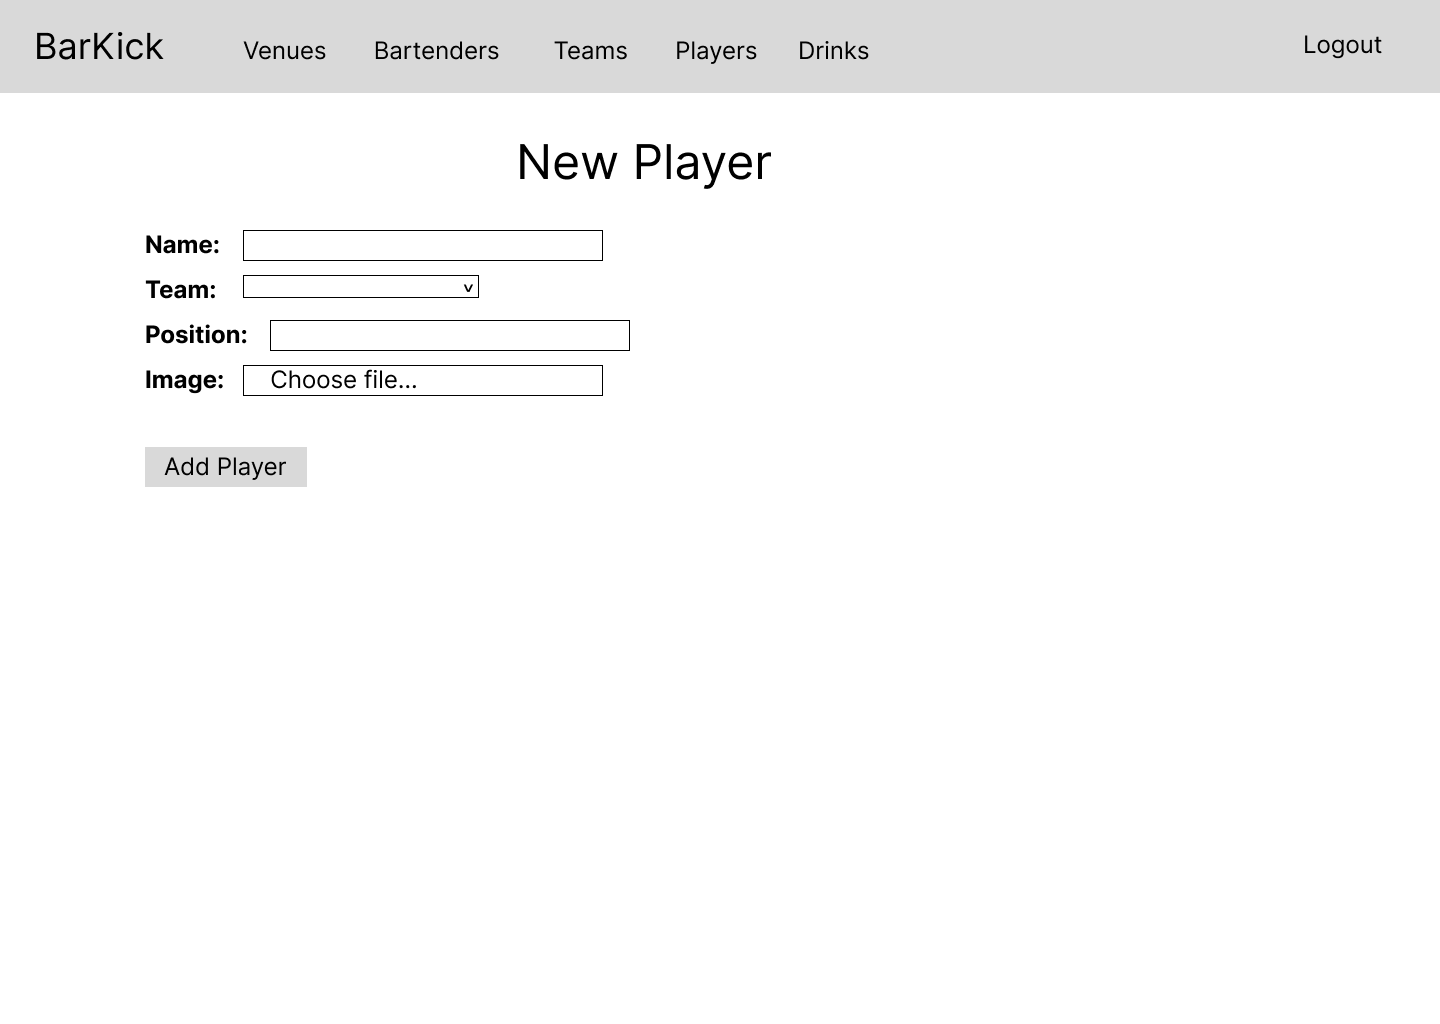 BarKick Venues Bartenders Teams Players Drinks Logout
New Player
Name:
Team: v
Position:
Image: Choose file...
Add Player